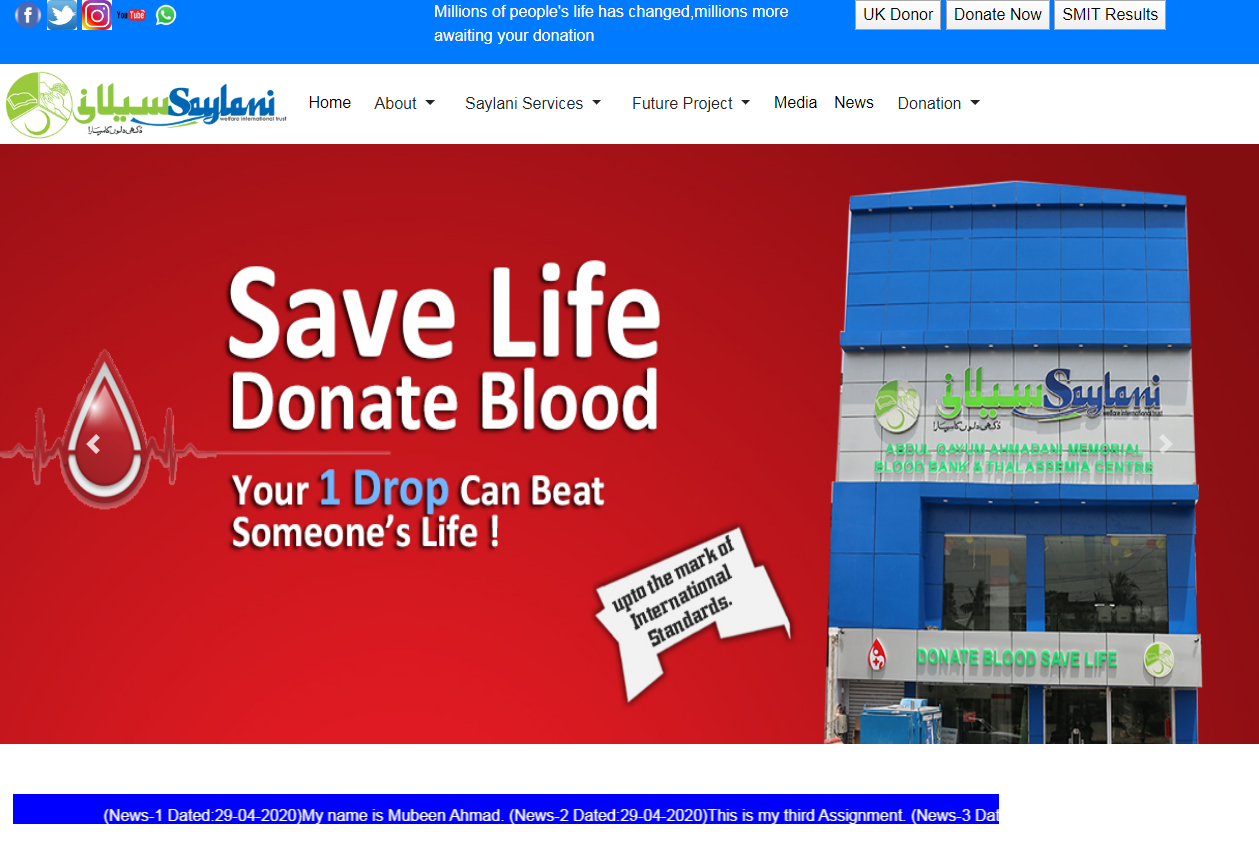 You Tube
Millions of people's life has changed,millions more
awaiting your donation
UK Donor Donate Now SMIT Results
سیلانی Saylani
welfare international trust
Home About Saylani Services Future Project Media News Donation
Save Life
Donate Blood
Your 1 Drop Can Beat
Someone's Life !
upto the mark of
International
Standards.
سیلانی Saylani
welfare international trust
ABDUL QAYUM AHMADANI MEMORIAL
BLOOD BANK & THALASSEMIA CENTRE
DONATE BLOOD SAVE LIFE
(News-1 Dated:29-04-2020)My name is Mubeen Ahmad. (News-2 Dated:29-04-2020)This is my third Assignment. (News-3 Dat